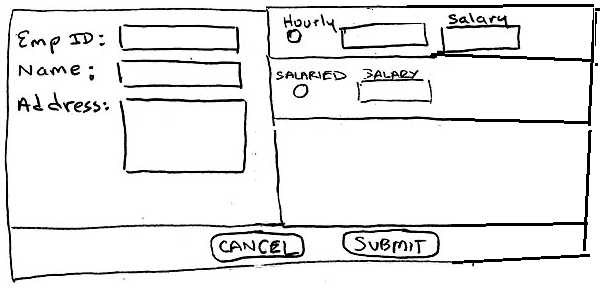 Emp ID:
Name:
Address:
Hourly
Salary
SALARIED
SALARY
CANCEL
SUBMIT